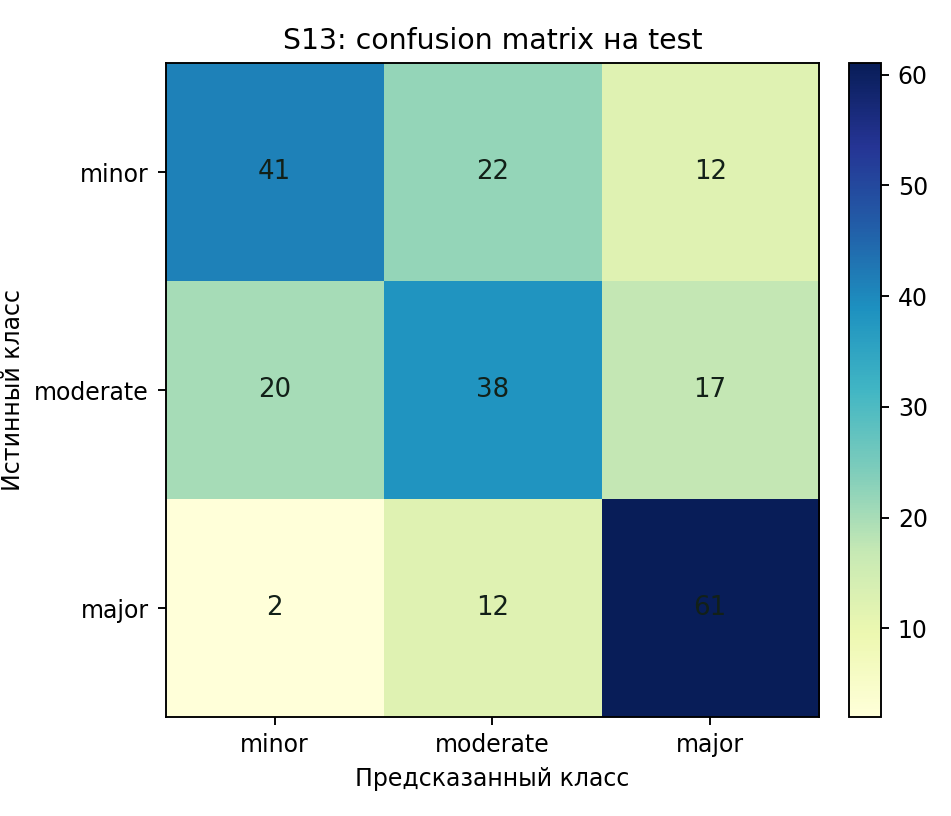 S13: confusion matrix на test
Истинный класс
minor
41
22
12
moderate
20
38
17
major
2
12
61
minor
moderate
major
Предсказанный класс
60
50
40
30
20
10